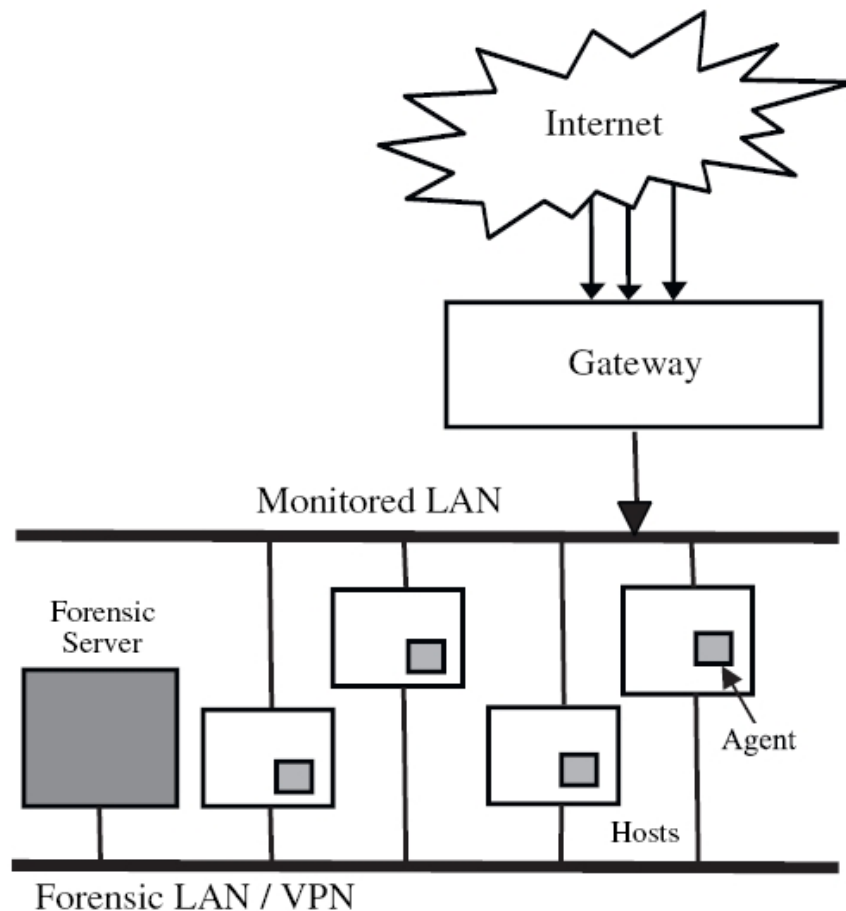 Internet
Gateway
Monitored LAN
Forensic
Server
Agent
Hosts
Forensic LAN / VPN